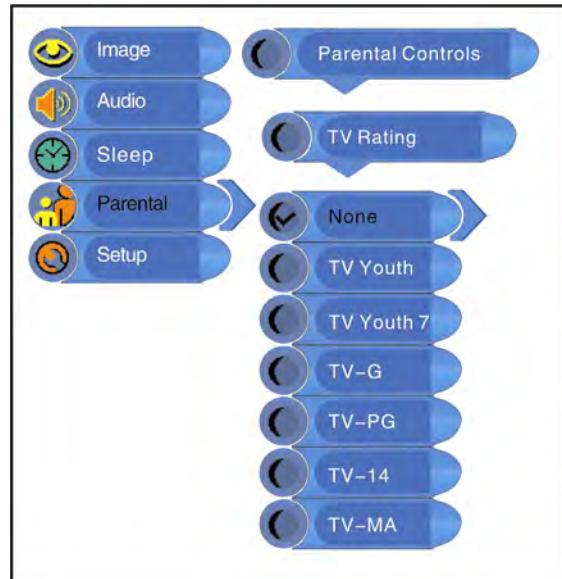 Image
Audio
Sleep
Parental
Setup
Parental Controls
TV Rating
None
TV Youth
TV Youth 7
TV–G
TV–PG
TV–14
TV–MA